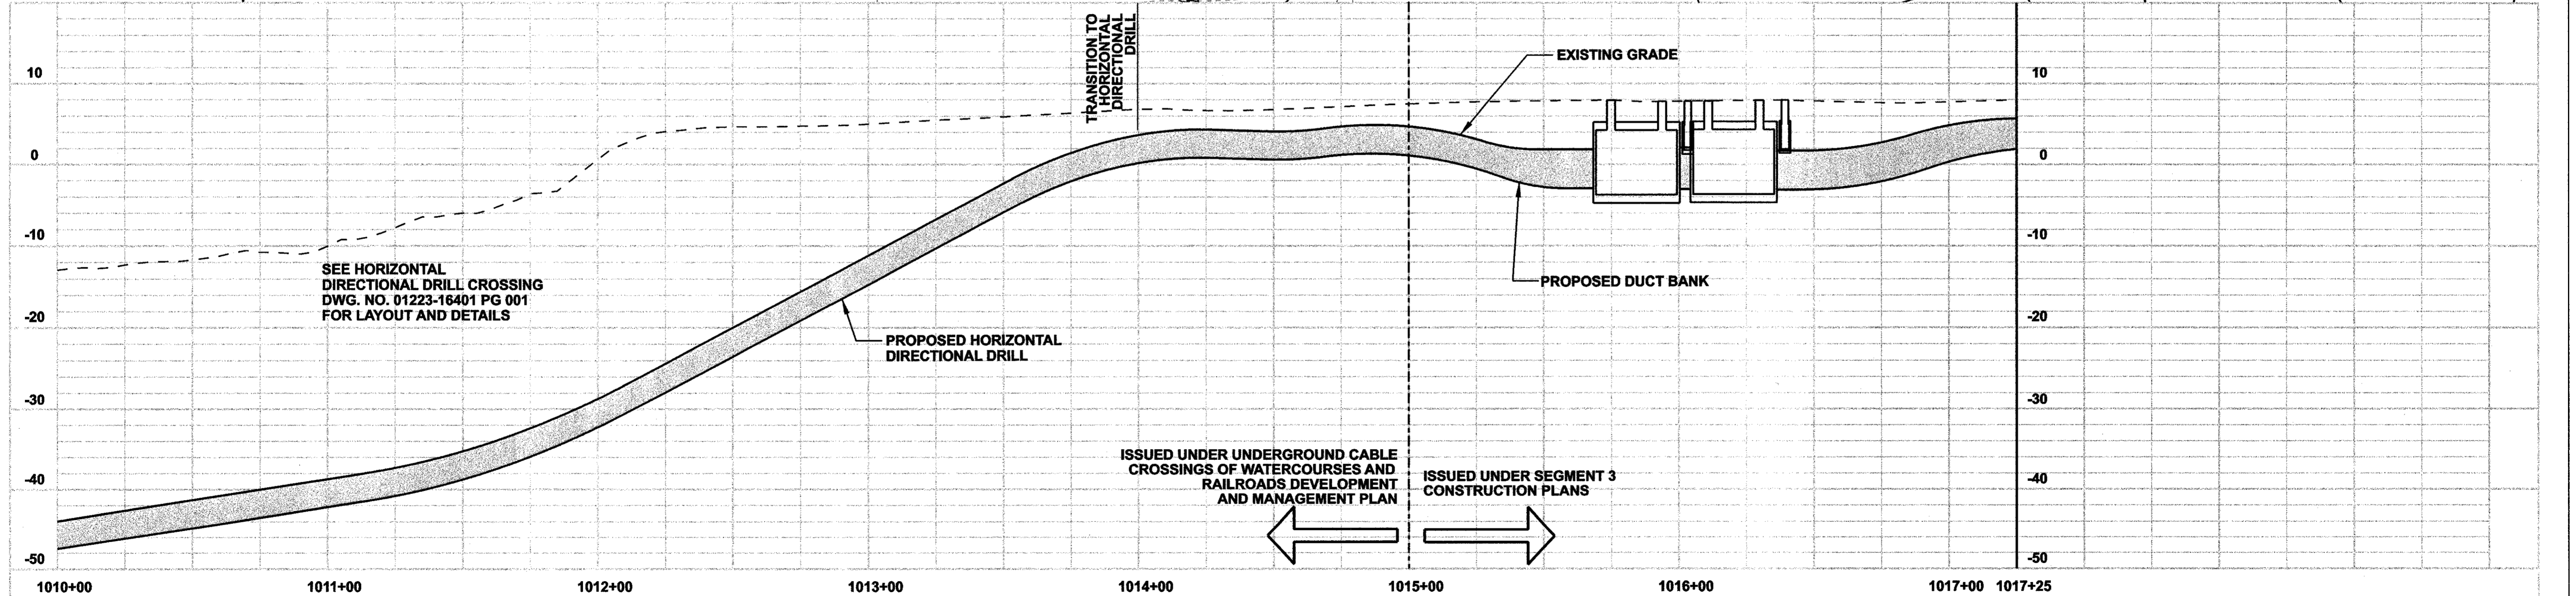 TRANSITION TO
HORIZONTAL
DIRECTIONAL
DRILL
EXISTING GRADE
10
10
0
0
-10
-10
SEE HORIZONTAL
DIRECTIONAL DRILL CROSSING
DWG. NO. 01223-16401 PG 001
FOR LAYOUT AND DETAILS
PROPOSED DUCT BANK
-20
-20
PROPOSED HORIZONTAL
DIRECTIONAL DRILL
-30
-30
ISSUED UNDER UNDERGROUND CABLE
CROSSINGS OF WATERCOURSES AND
RAILROADS DEVELOPMENT
AND MANAGEMENT PLAN
ISSUED UNDER SEGMENT 3
CONSTRUCTION PLANS
-40
-40
-50
-50
1010+00 1011+00 1012+00 1013+00 1014+00 1015+00 1016+00 1017+00 1017+25